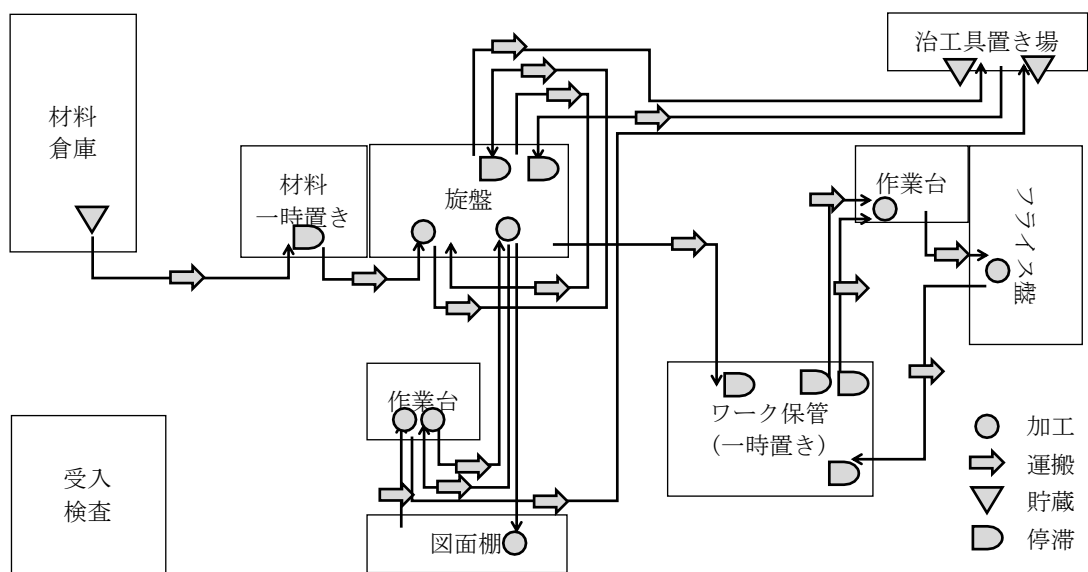 材料
倉庫
材料
一時置き
旋盤
治工具置き場
作業台
フライス盤
作業台
図面棚
ワーク保管
(一時置き)
受入
検査
加工
運搬
貯蔵
停滞